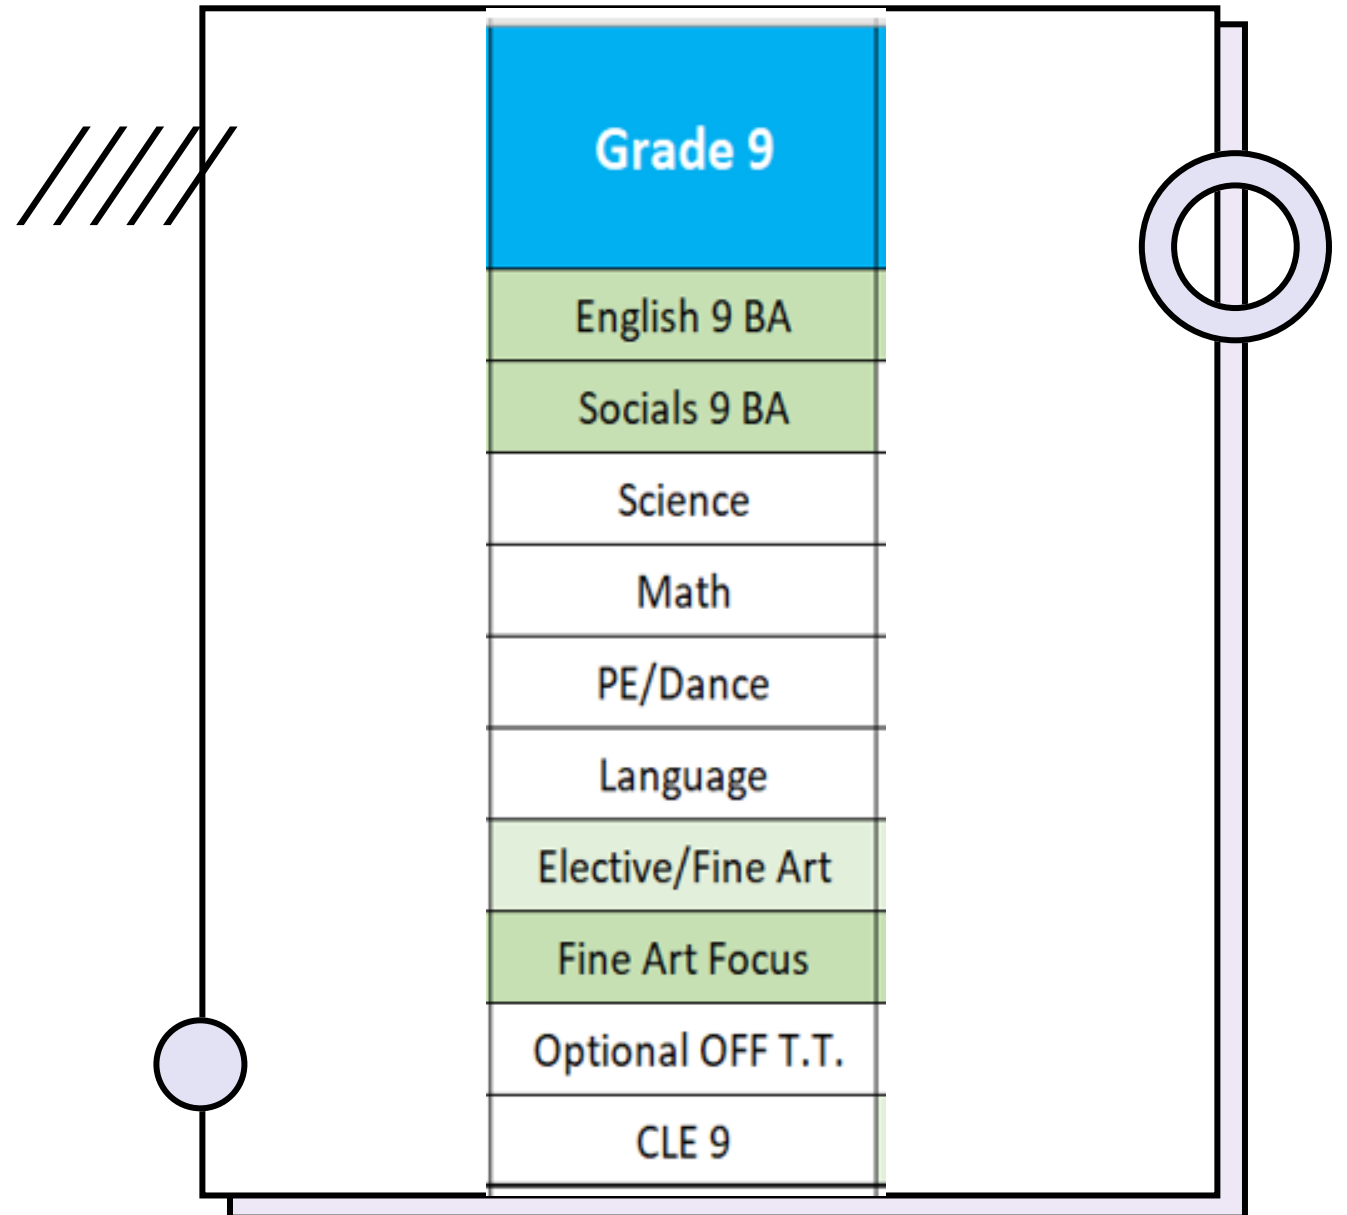 Grade 9
English 9 BA
Socials 9 BA
Science
Math
PE/Dance
Language
Elective/Fine Art
Fine Art Focus
Optional OFF T.T.
CLE 9